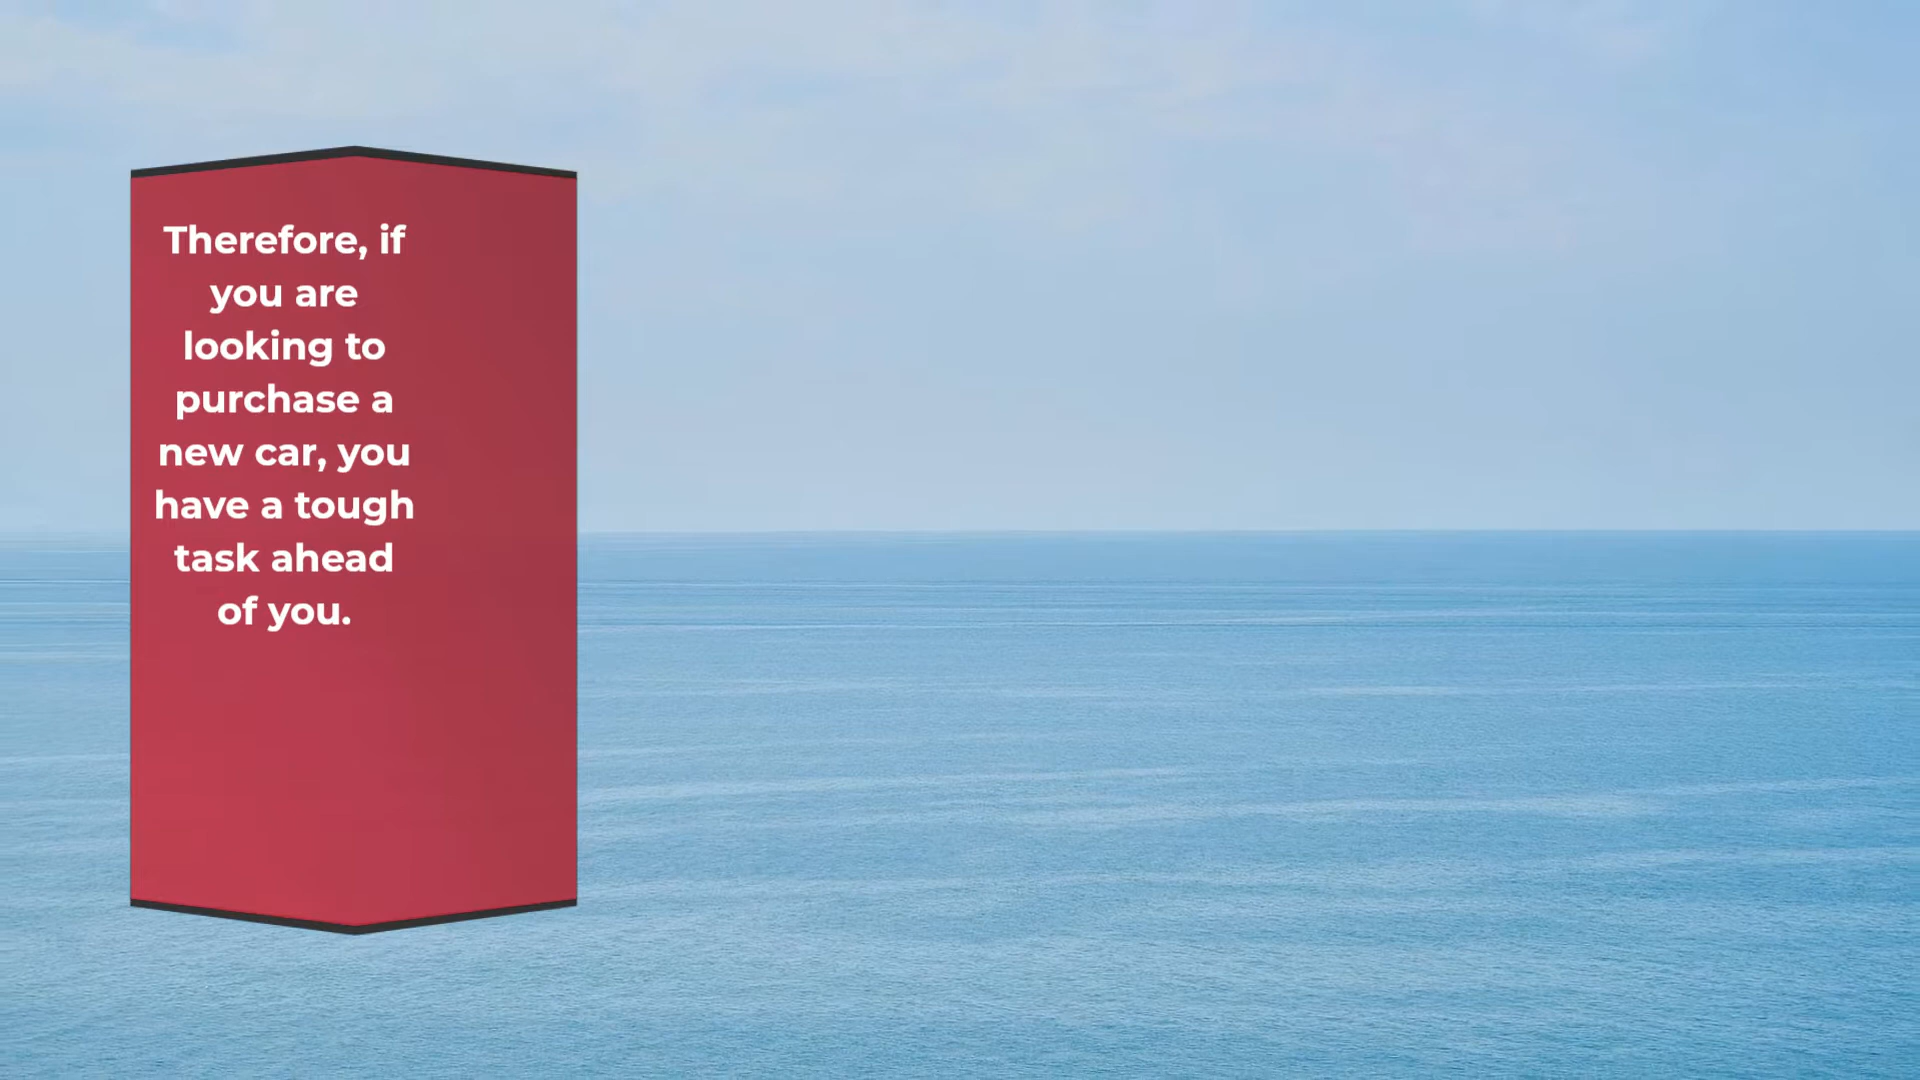 Therefore, if
you are
looking to
purchase a
new car, you
have a tough
task ahead
of you.